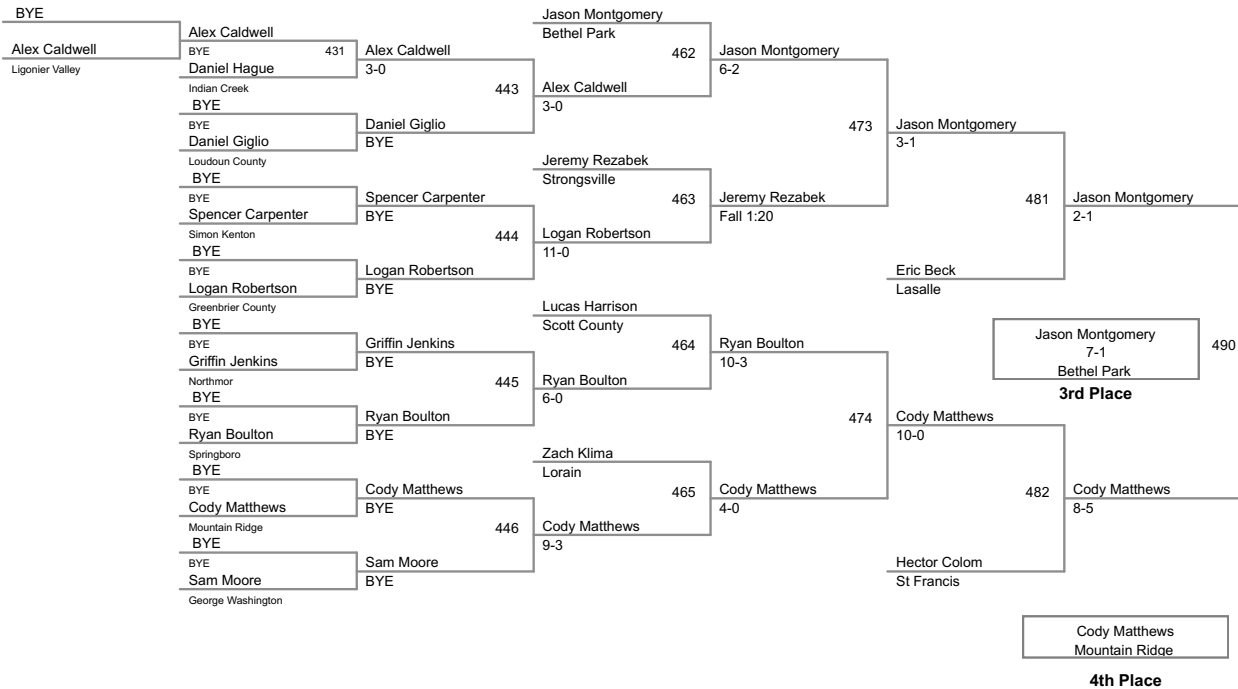 BYE
Alex Caldwell
Ligonier Valley
Alex Caldwell
BYE
431
Daniel Hague
Indian Creek
BYE
BYE
Daniel Giglio
Loudoun County
BYE
BYE
Spencer Carpenter
Simon Kenton
BYE
BYE
Logan Robertson
Greenbrier County
BYE
BYE
Griffin Jenkins
Northmor
BYE
BYE
Ryan Boulton
Springboro
BYE
BYE
Cody Matthews
Mountain Ridge
BYE
BYE
Sam Moore
George Washington
Alex Caldwell
3-0
443
Daniel Giglio
BYE
Spencer Carpenter
BYE
444
Logan Robertson
BYE
Griffin Jenkins
BYE
445
Ryan Boulton
BYE
Cody Matthews
BYE
446
Sam Moore
BYE
Jason Montgomery
Bethel Park
462
Alex Caldwell
3-0
Jeremy Rezabek
Strongsville
463
Logan Robertson
11-0
Lucas Harrison
Scott County
464
Ryan Boulton
6-0
Zach Klima
Lorain
465
Cody Matthews
9-3
Jason Montgomery
6-2
473
Jeremy Rezabek
Fall 1:20
Ryan Boulton
10-3
474
Cody Matthews
4-0
Jason Montgomery
3-1
481
Eric Beck
Lasalle
Cody Matthews
10-0
482
Hector Colom
St Francis
Jason Montgomery
2-1
Jason Montgomery
7-1
Bethel Park
490
3rd Place
Cody Matthews
8-5
Cody Matthews
Mountain Ridge
4th Place